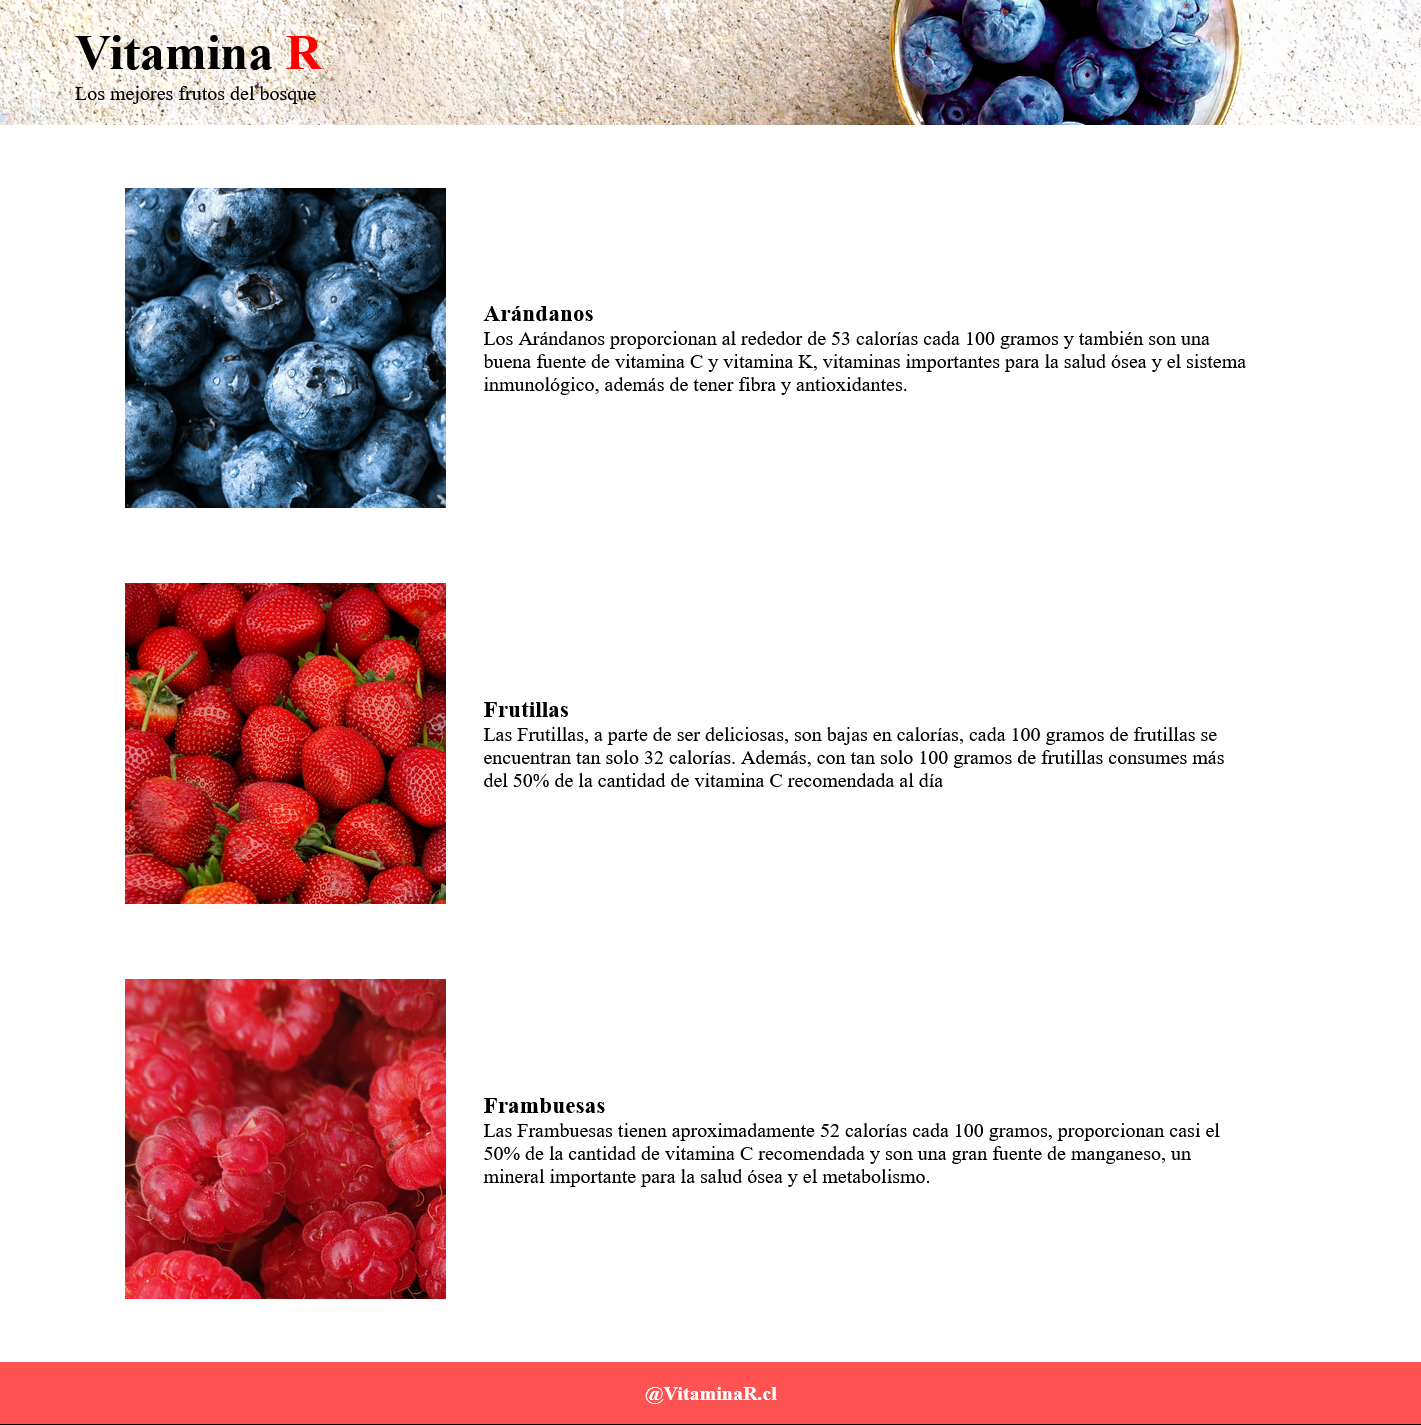 Vitamina R
Los mejores frutos del bosque
Arándanos
Los Arándanos proporcionan al rededor de 53 calorías cada 100 gramos y también son una
buena fuente de vitamina C y vitamina K, vitaminas importantes para la salud ósea y el sistema
inmunológico, además de tener fibra y antioxidantes.
Frutillas
Las Frutillas, a parte de ser deliciosas, son bajas en calorías, cada 100 gramos de frutillas se
encuentran tan solo 32 calorías. Además, con tan solo 100 gramos de frutillas consumes más
del 50% de la cantidad de vitamina C recomendada al día
Frambuesas
Las Frambuesas tienen aproximadamente 52 calorías cada 100 gramos, proporcionan casi el
50% de la cantidad de vitamina C recomendada y son una gran fuente de manganeso, un
mineral importante para la salud ósea y el metabolismo.
@VitaminaR.cl